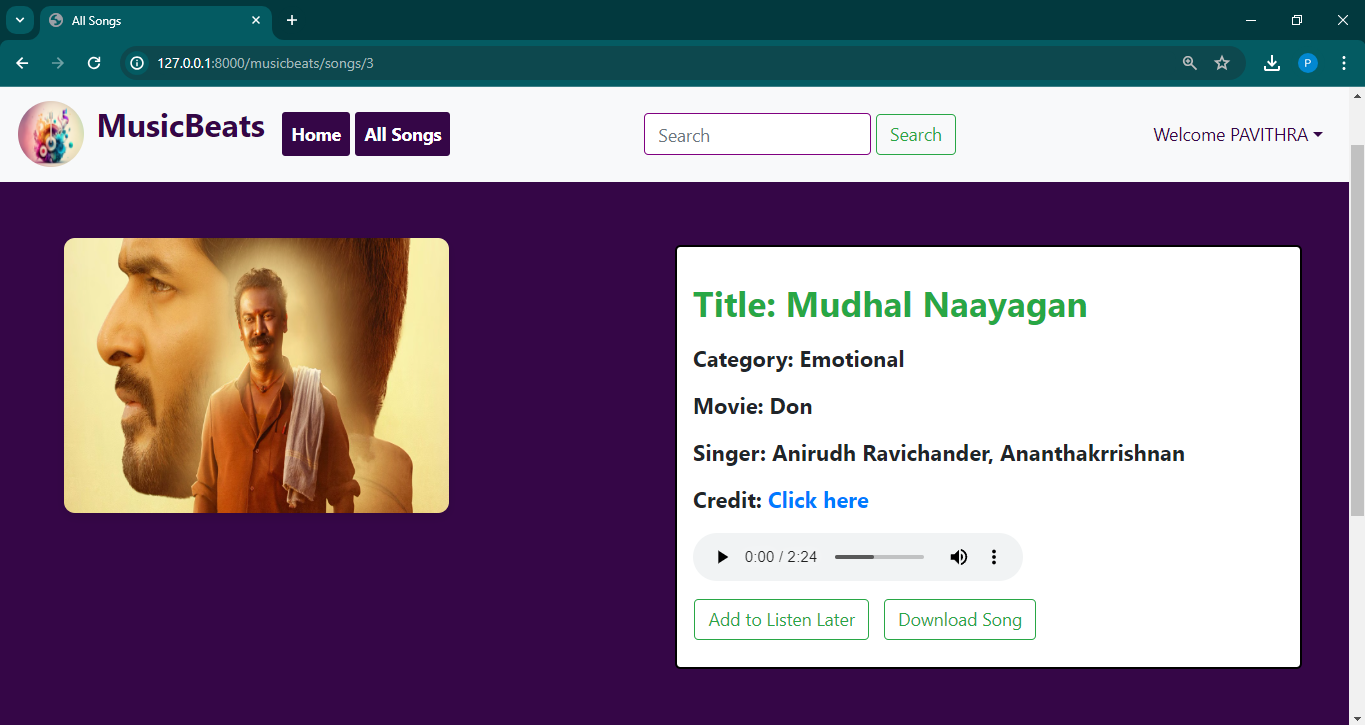 All Songs
127.0.0.1:8000/musicbeats/songs/3
P
MusicBeats
Home
All Songs
Search
Search
Welcome PAVITHRA
Title: Mudhal Naayagan
Category: Emotional
Movie: Don
Singer: Anirudh Ravichander, Ananthakrrishnan
Credit: Click here
0:00 / 2:24
Add to Listen Later
Download Song